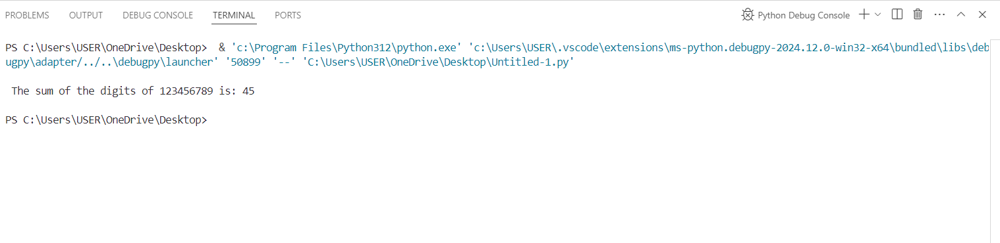 PROBLEMS OUTPUT DEBUG CONSOLE TERMINAL PORTS Python Debug Console
PS C:\Users\USER\OneDrive\Desktop>  & 'c:\Program Files\Python312\python.exe' 'c:\Users\USER\.vscode\extensions\ms-python.debugpy-2024.12.0-win32-x64\bundled\libs\deb
ugpy\adapter/../..\debugpy\launcher' '50899' '--' 'C:\Users\USER\OneDrive\Desktop\Untitled-1.py'
The sum of the digits of 123456789 is: 45
PS C:\Users\USER\OneDrive\Desktop>